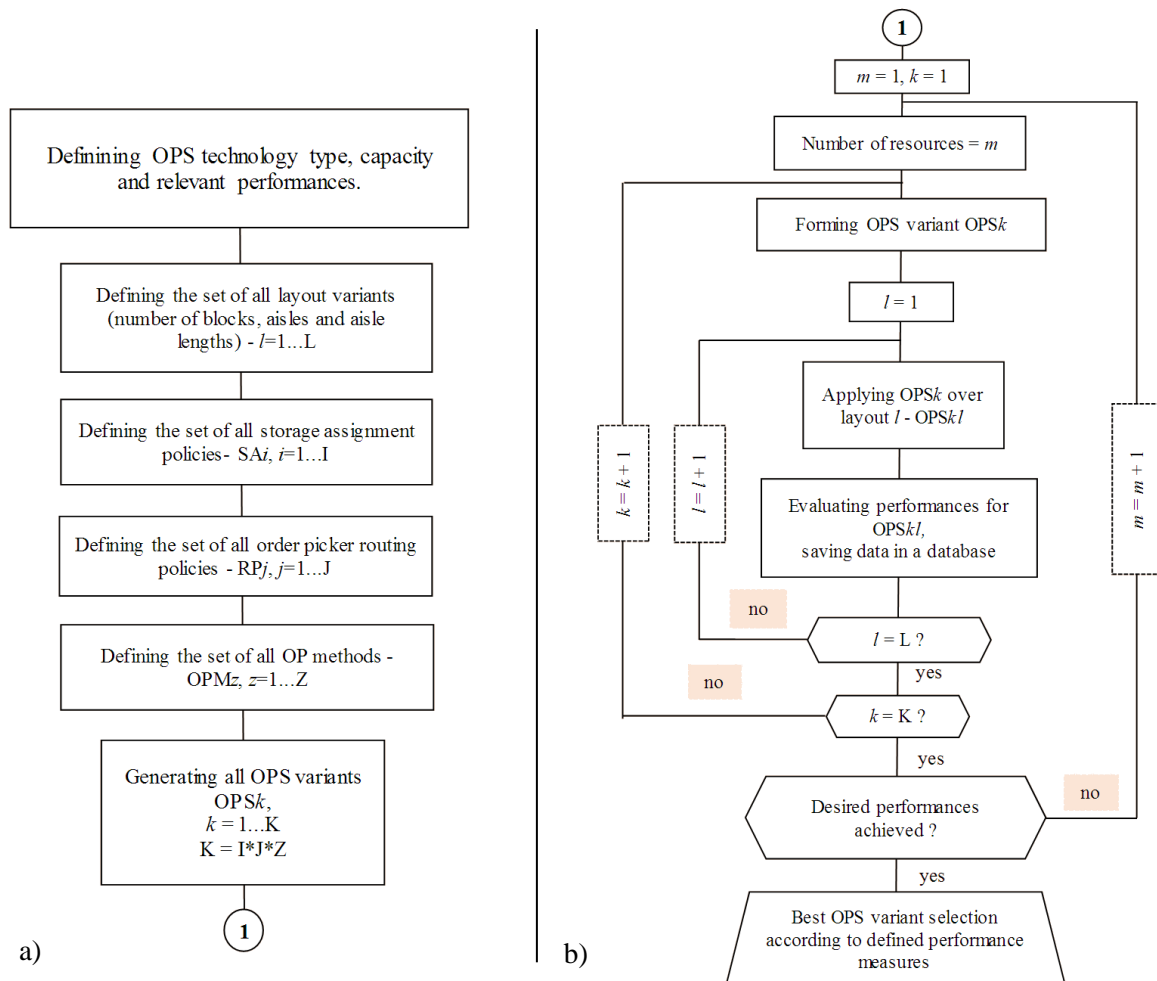 Definining OPS technology type, capacity
and relevant performances.
Defining the set of all layout variants
(number of blocks, aisles and aisle
lengths) - l=1...L
Defining the set of all storage assignment
policies- SAi, i=1...I
Defining the set of all order picker routing
policies - RPj, j=1...J
Defining the set of all OP methods -
OPMz, z=1...Z
Generating all OPS variants
OPSk,
k = 1...K
K = I*J*Z
1
a)
1
m = 1, k = 1
Number of resources = m
Forming OPS variant OPSk
l = 1
Applying OPSk over
layout l - OPSkl
k = k + 1
l = l + 1
m = m + 1
Evaluating performances for
OPSkl,
saving data in a database
no
l = L ?
yes
no
k = K ?
yes
no
Desired performances
achieved ?
yes
Best OPS variant selection
according to defined performance
measures
b)